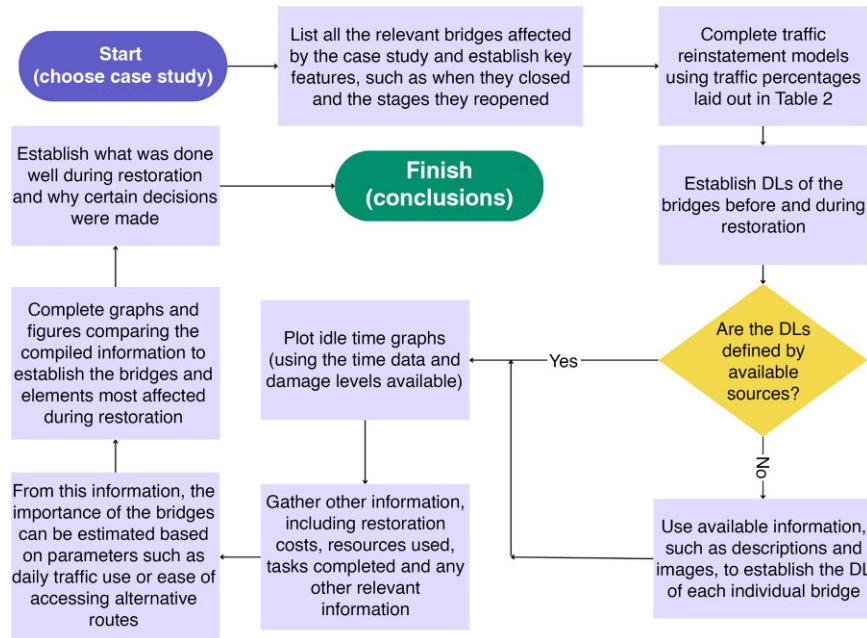 Start
(choose case study)
List all the relevant bridges affected
by the case study and establish key
features, such as when they closed
and the stages they reopened
Complete traffic
reinstatement models
using traffic percentages
laid out in Table 2
Establish DLs of the
bridges before and during
restoration
Are the DLs
defined by
available
sources?
Yes
No
Use available information,
such as descriptions and
images, to establish the DL
of each individual bridge
Plot idle time graphs
(using the time data and
damage levels available)
Gather other information,
including restoration
costs, resources used,
tasks completed and any
other relevant
information
From this information, the
importance of the bridges
can be estimated based
on parameters such as
daily traffic use or ease of
accessing alternative
routes
Complete graphs and
figures comparing the
compiled information to
establish the bridges and
elements most affected
during restoration
Establish what was done
well during restoration
and why certain decisions
were made
Finish
(conclusions)